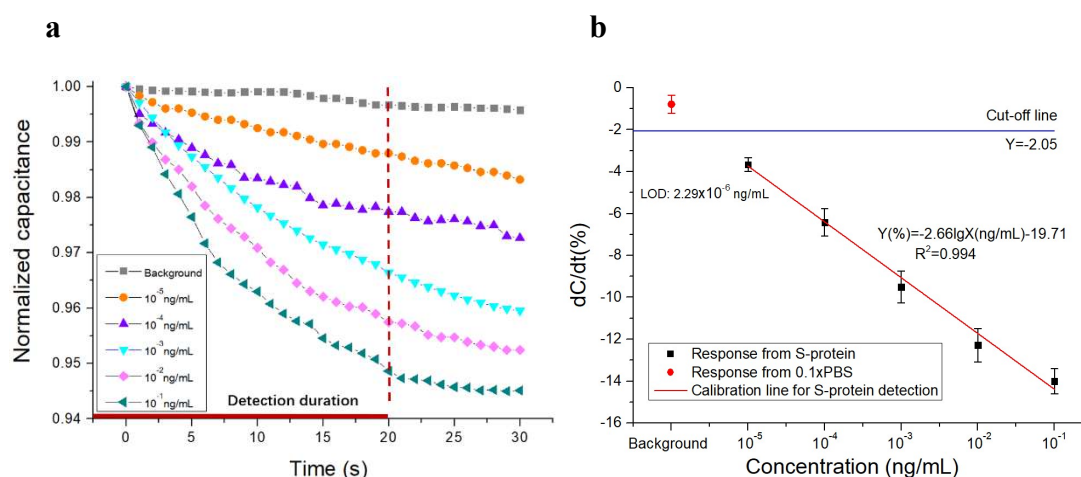 a
1.00
0.99
0.98
0.97
0.96
0.95
0.94
Normalized capacitance
Background
10⁻⁵ ng/mL
10⁻⁴ ng/mL
10⁻³ ng/mL
10⁻² ng/mL
10⁻¹ ng/mL
Detection duration
0 5 10 15 20 25 30
Time (s)
b
0
-2
-4
-6
-8
-10
-12
-14
-16
dC/dt(%)
Cut-off line
Y=-2.05
LOD: 2.29x10⁻⁶ ng/mL
Y(%)=-2.66lgX(ng/mL)-19.71
R²=0.994
Response from S-protein
Response from 0.1xPBS
Calibration line for S-protein detection
Background 10⁻⁵ 10⁻⁴ 10⁻³ 10⁻² 10⁻¹
Concentration (ng/mL)